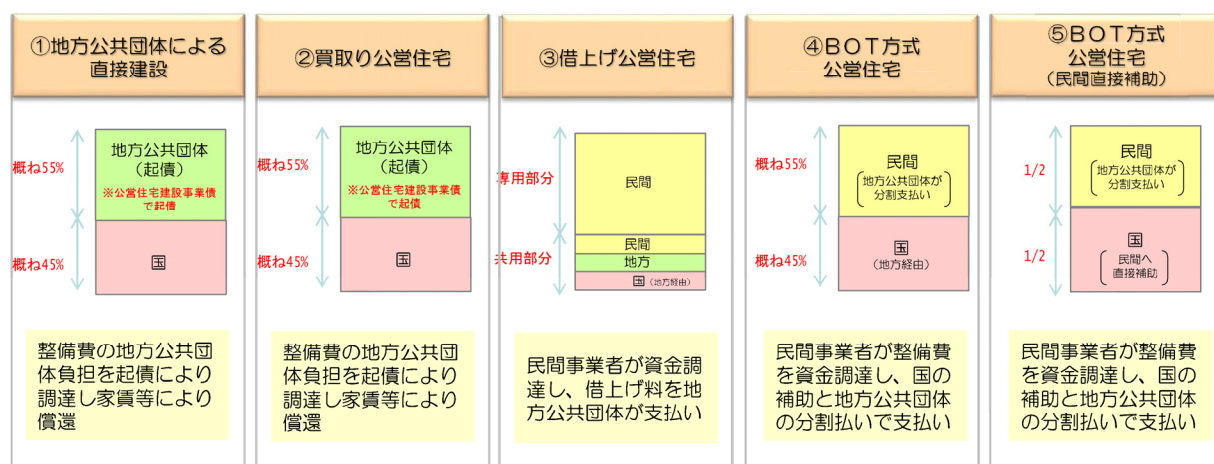 ①地方公共団体による
直接建設
概ね55%
地方公共団体
(起債)
※公営住宅建設事業債
で起債
概ね45%
国
整備費の地方公共団
体負担を起債により
調達し家賃等により
償還
②買取り公営住宅
概ね55%
地方公共団体
(起債)
※公営住宅建設事業債
で起債
概ね45%
国
整備費の地方公共団
体負担を起債により
調達し家賃等により
償還
③借上げ公営住宅
専用部分
民間
共用部分
民間
地方
国（地方経由）
民間事業者が資金調
達し、借上げ料を地
方公共団体が支払い
④BOT方式
公営住宅
概ね55%
民間
地方公共団体が
分割支払い
概ね45%
国
(地方経由)
民間事業者が整備費
を資金調達し、国の
補助と地方公共団体
の分割払いで支払い
⑤BOT方式
公営住宅
（民間直接補助）
1/2
民間
地方公共団体が
分割支払い
1/2
国
民間へ
直接補助
民間事業者が整備費
を資金調達し、国の
補助と地方公共団体
の分割払いで支払い